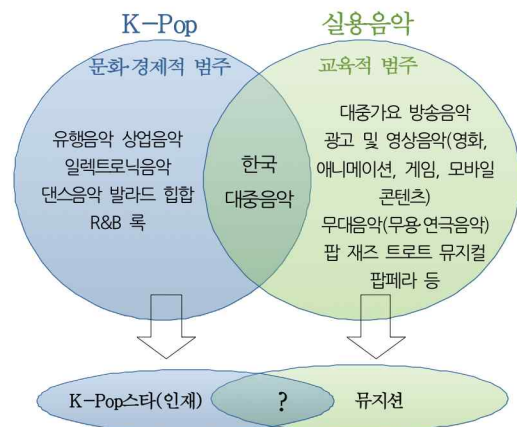 K-Pop
문화·경제적 범주
유행음악 상업음악
일렉트로닉음악
댄스음악 발라드 힙합
R&B 록
한국
대중음악
실용음악
교육적 범주
대중가요 방송음악
광고 및 영상음악(영화,
애니메이션, 게임, 모바일
콘텐츠)
무대음악(무용·연극음악)
팝 재즈 트로트 뮤지컬
팝페라 등
K-Pop스타(인재)
?
뮤지션